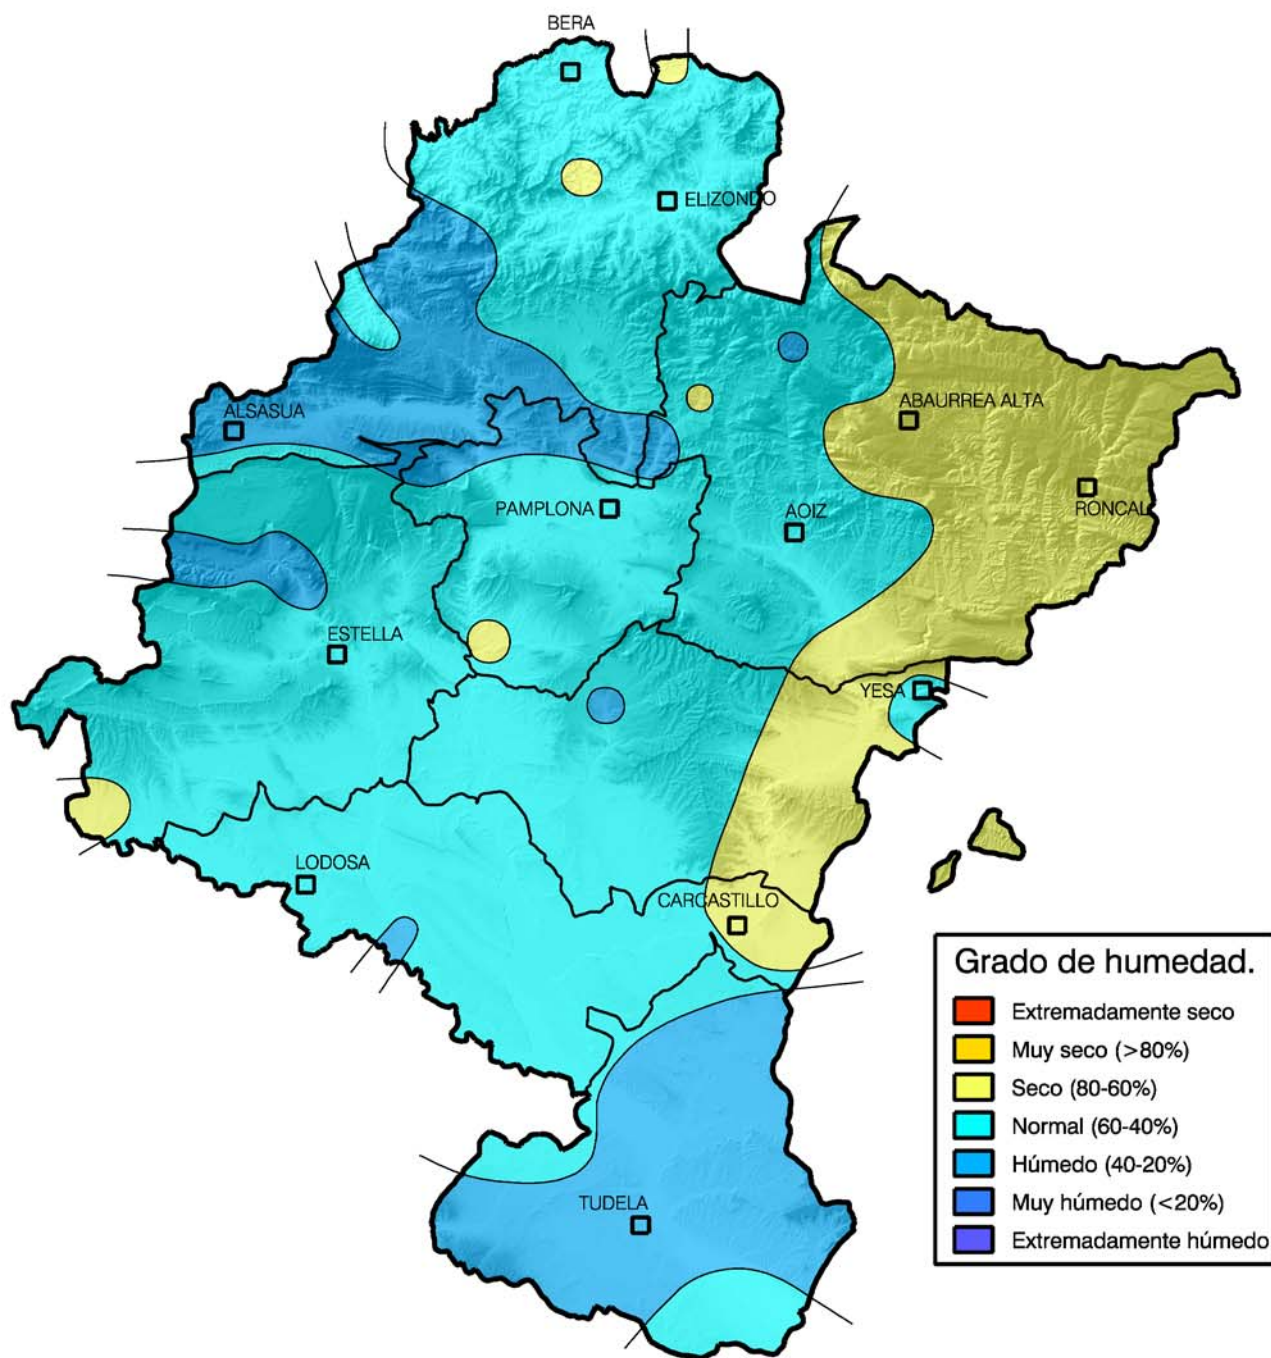 BERA
ELIZONDO
ALSASUA
ABAURREA ALTA
PAMPLONA
AOIZ
RONCAL
ESTELLA
YESA
LODOSA
CARCASTILLO
TUDELA
Grado de humedad.
Extremadamente seco
Muy seco (>80%)
Seco (80-60%)
Normal (60-40%)
Húmedo (40-20%)
Muy húmedo (<20%)
Extremadamente húmedo